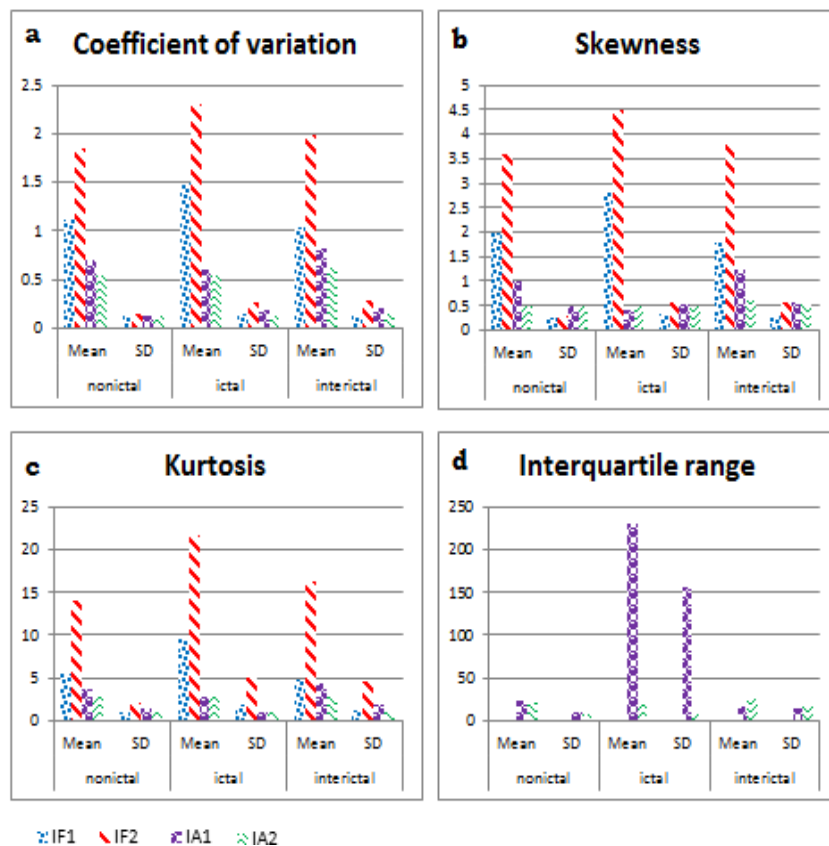 a Coefficient of variation
2.5
2
1.5
1
0.5
0
Mean SD Mean SD Mean SD
nonictal ictal interictal
b Skewness
5
4.5
4
3.5
3
2.5
2
1.5
1
0.5
0
Mean SD Mean SD Mean SD
nonictal ictal interictal
c Kurtosis
25
20
15
10
5
0
Mean SD Mean SD Mean SD
nonictal ictal interictal
d Interquartile range
250
200
150
100
50
0
Mean SD Mean SD Mean SD
nonictal ictal interictal
IF1 IF2 IA1 IA2